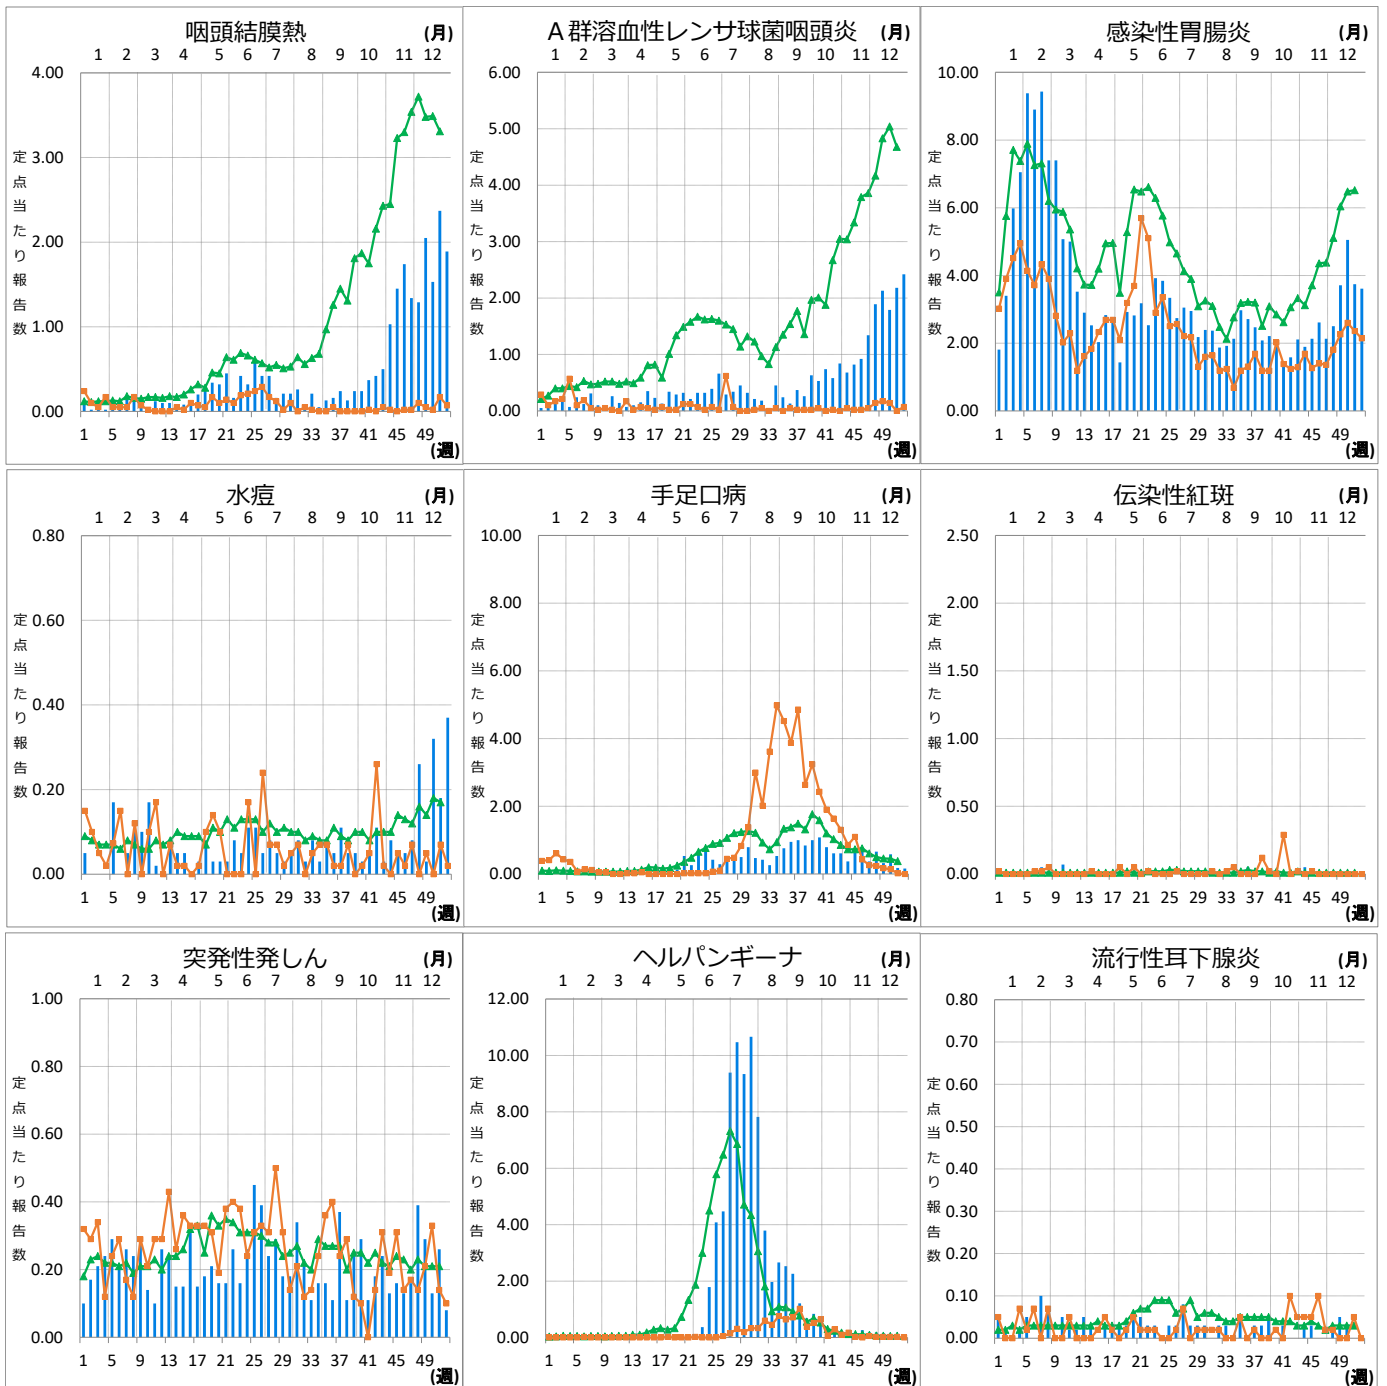 咽頭結膜熱 (月)
1 2 3 4 5 6 7 8 9 10 11 12
4.00
3.00
2.00
1.00
0.00
定点当たり報告数
1 5 9 13 17 21 25 29 33 37 41 45 49
(週)
A群溶血性レンサ球菌咽頭炎 (月)
1 2 3 4 5 6 7 8 9 10 11 12
6.00
5.00
4.00
3.00
2.00
1.00
0.00
定点当たり報告数
1 5 9 13 17 21 25 29 33 37 41 45 49
(週)
感染性胃腸炎 (月)
1 2 3 4 5 6 7 8 9 10 11 12
10.00
8.00
6.00
4.00
2.00
0.00
定点当たり報告数
1 5 9 13 17 21 25 29 33 37 41 45 49
(週)
水痘 (月)
1 2 3 4 5 6 7 8 9 10 11 12
0.80
0.60
0.40
0.20
0.00
定点当たり報告数
1 5 9 13 17 21 25 29 33 37 41 45 49
(週)
手足口病 (月)
1 2 3 4 5 6 7 8 9 10 11 12
10.00
8.00
6.00
4.00
2.00
0.00
定点当たり報告数
1 5 9 13 17 21 25 29 33 37 41 45 49
(週)
伝染性紅斑 (月)
1 2 3 4 5 6 7 8 9 10 11 12
2.50
2.00
1.50
1.00
0.50
0.00
定点当たり報告数
1 5 9 13 17 21 25 29 33 37 41 45 49
(週)
突発性発しん (月)
1 2 3 4 5 6 7 8 9 10 11 12
1.00
0.80
0.60
0.40
0.20
0.00
定点当たり報告数
1 5 9 13 17 21 25 29 33 37 41 45 49
(週)
ヘルパンギーナ (月)
1 2 3 4 5 6 7 8 9 10 11 12
12.00
10.00
8.00
6.00
4.00
2.00
0.00
定点当たり報告数
1 5 9 13 17 21 25 29 33 37 41 45 49
(週)
流行性耳下腺炎 (月)
1 2 3 4 5 6 7 8 9 10 11 12
0.80
0.70
0.60
0.50
0.40
0.30
0.20
0.10
0.00
定点当たり報告数
1 5 9 13 17 21 25 29 33 37 41 45 49
(週)